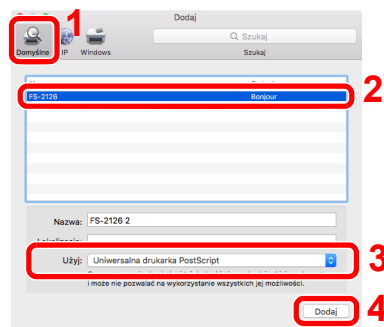 Dodaj
1
Szukaj
Domyślne IP Windows
Szukaj
FS-2126 Bonjour
2
Nazwa: FS-2126 2
Użyj: Uniwersalna drukarka PostScript
3
i może nie pozwalać na wykorzystanie wszystkich jej możliwości.
Dodaj
4